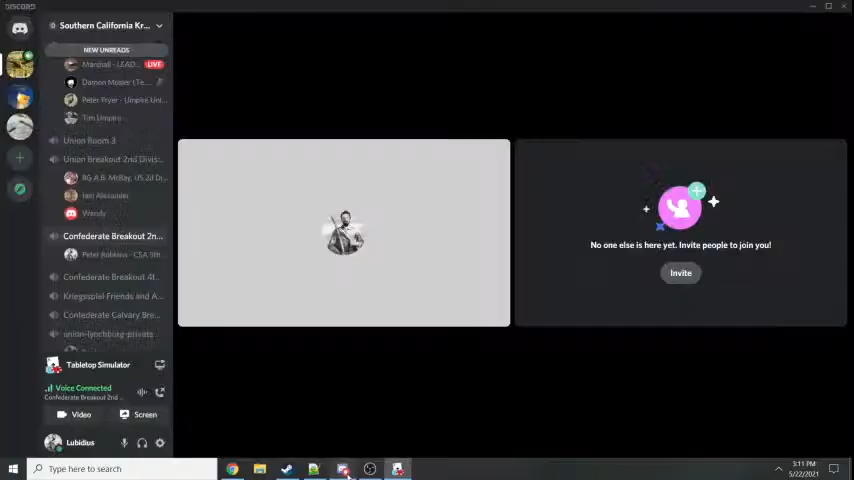 DISCORD
Southern California Kr...
NEW UNREADS
Marshall - LEAD...
LIVE
Damon Mosier (Te...
Peter Fryer - Umpire Uni...
Tim Umpire
Union Room 3
Union Breakout 2nd Divis...
BG A.B. McBay, US 2d Di...
Iain Alexander
Wendy
Confederate Breakout 2n...
Peter Robbins - CSA 5th...
Confederate Breakout 4t...
Kriegsspiel Friends and A...
Confederate Calvary Bre...
union-lynchburg-private...
Tabletop Simulator
Voice Connected
Confederate Breakout 2nd ...
Video
Screen
Lubidius
No one else is here yet. Invite people to join you!
Invite
Type here to search
3:11 PM
5/22/2021